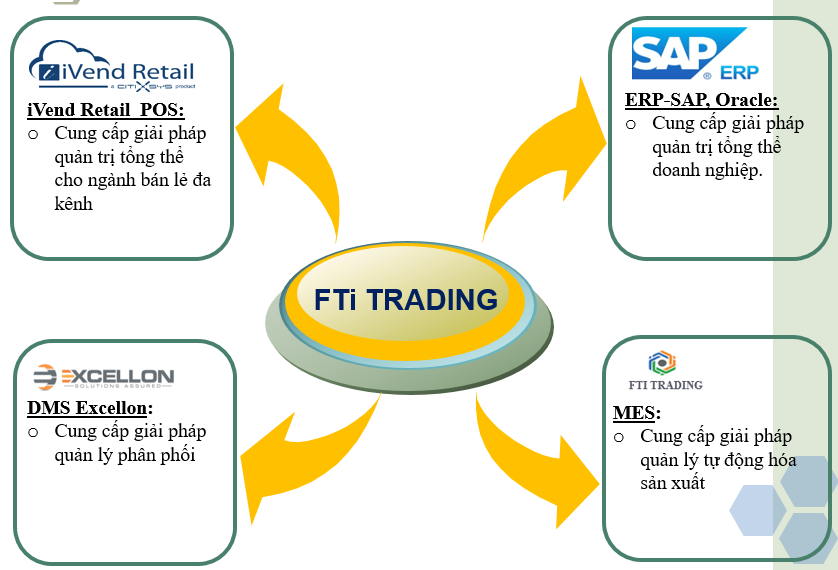 iVend Retail
a CITIXSYS product
iVend Retail POS:
o Cung cấp giải pháp
quản trị tổng thể
cho ngành bán lẻ đa
kênh
SAP ® ERP
ERP-SAP, Oracle:
o Cung cấp giải pháp
quản trị tổng thể
doanh nghiệp.
FTi TRADING
EXCELLON
SOLUTIONS ASSURED
DMS Excellon:
o Cung cấp giải pháp
quản lý phân phối
FTI TRADING
MES:
o Cung cấp giải pháp
quản lý tự động hóa
sản xuất